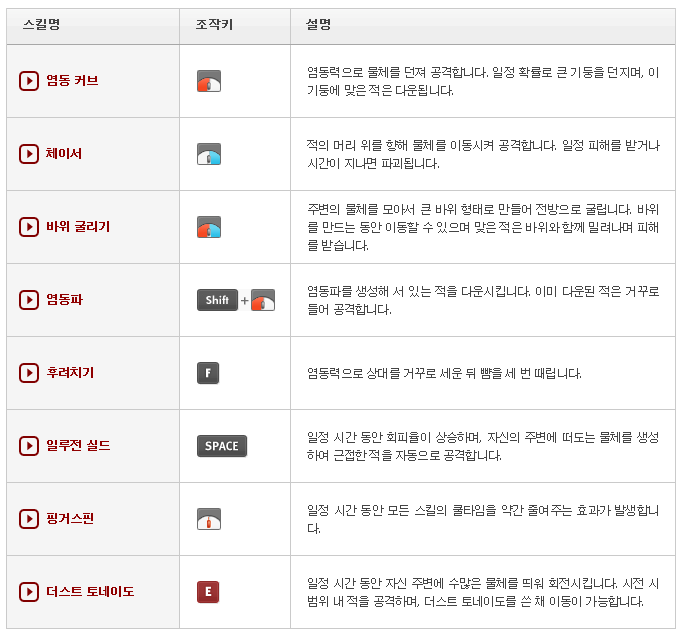 스킬명 조작키 설명
염동 커브
염동력으로 물체를 던져 공격합니다. 일정 확률로 큰 기둥을 던지며, 이
기둥에 맞은 적은 다운됩니다.
체이서
적의 머리 위를 향해 물체를 이동시켜 공격합니다. 일정 피해를 받거나
시간이 지나면 파괴됩니다.
바위 굴리기
주변의 물체를 모아서 큰 바위 형태로 만들어 전방으로 굴립니다. 바위
를 만드는 동안 이동할 수 있으며 맞은 적은 바위와 함께 밀려나며 피해
를 받습니다.
염동파 Shift +
염동파를 생성해 서 있는 적을 다운시킵니다. 이미 다운된 적은 거꾸로
들어 공격합니다.
후려치기 F 염동력으로 상대를 거꾸로 세운 뒤 뺨을 세 번 때립니다.
일루전 실드 SPACE
일정 시간 동안 회피율이 상승하며, 자신의 주변에 떠도는 물체를 생성
하여 근접한 적을 자동으로 공격합니다.
핑거스핀
일정 시간 동안 모든 스킬의 쿨타임을 약간 줄여주는 효과가 발생합니
다.
더스트 토네이도 E
일정 시간 동안 자신 주변에 수많은 물체를 띄워 회전시킵니다. 시전 시
범위 내 적을 공격하며, 더스트 토네이도를 쓴 채 이동이 가능합니다.